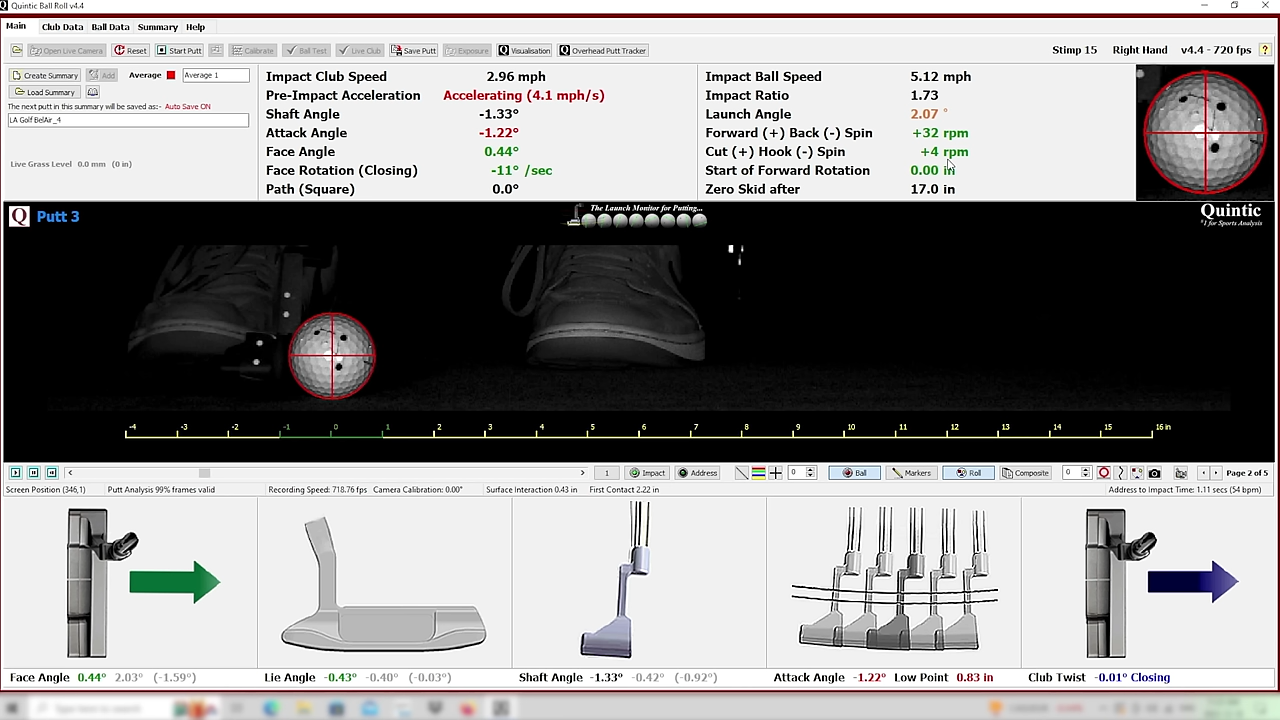 Quintic Ball Roll v4.4
Main Club Data Ball Data Summary Help
Open Live Camera Reset Start Putt Calibrate Ball Test Live Club Save Putt Exposure Visualisation Overhead Putt Tracker Stimp 15 Right Hand v4.4 - 720 fps ?
Create Summary Add Average Average 1
Load Summary
The next putt in this summary will be saved as:- Auto Save ON
LA Golf BelAir_4
Live Grass Level 0.0 mm (0 in)
Impact Club Speed 2.96 mph
Pre-Impact Acceleration Accelerating (4.1 mph/s)
Shaft Angle -1.33°
Attack Angle -1.22°
Face Angle 0.44°
Face Rotation (Closing) -11° /sec
Path (Square) 0.0°
Impact Ball Speed 5.12 mph
Impact Ratio 1.73
Launch Angle 2.07 °
Forward (+) Back (-) Spin +32 rpm
Cut (+) Hook (-) Spin +4 rpm
Start of Forward Rotation 0.00 in
Zero Skid after 17.0 in
Q Putt 3
The Launch Monitor for Putting...
Quintic
#1 for Sports Analysis
-4 -3 -2 -1 0 1 2 3 4 5 6 7 8 9 10 11 12 13 14 15 16 in
1 Impact Address 0 Ball Markers Roll Composite 0 Page 2 of 5
Screen Position (346,1) Putt Analysis 99% frames valid Recording Speed: 718.76 fps Camera Calibration: 0.00° Surface Interaction 0.43 in First Contact 2.22 in Address to Impact Time: 1.11 secs (54 bpm)
Face Angle 0.44° 2.03° (-1.59°) Lie Angle -0.43° -0.40° (-0.03°) Shaft Angle -1.33° -0.42° (-0.92°) Attack Angle -1.22° Low Point 0.83 in Club Twist -0.01° Closing
Type here to search